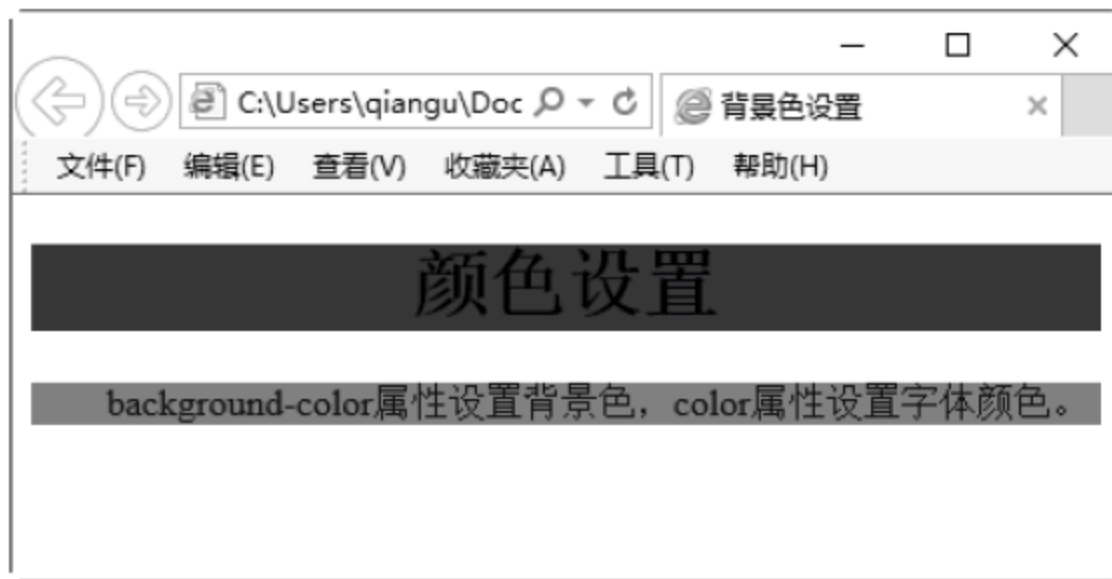 C:\Users\qiangu\Doc 背景色设置
文件(F) 编辑(E) 查看(V) 收藏夹(A) 工具(T) 帮助(H)
颜色设置
background-color属性设置背景色，color属性设置字体颜色。